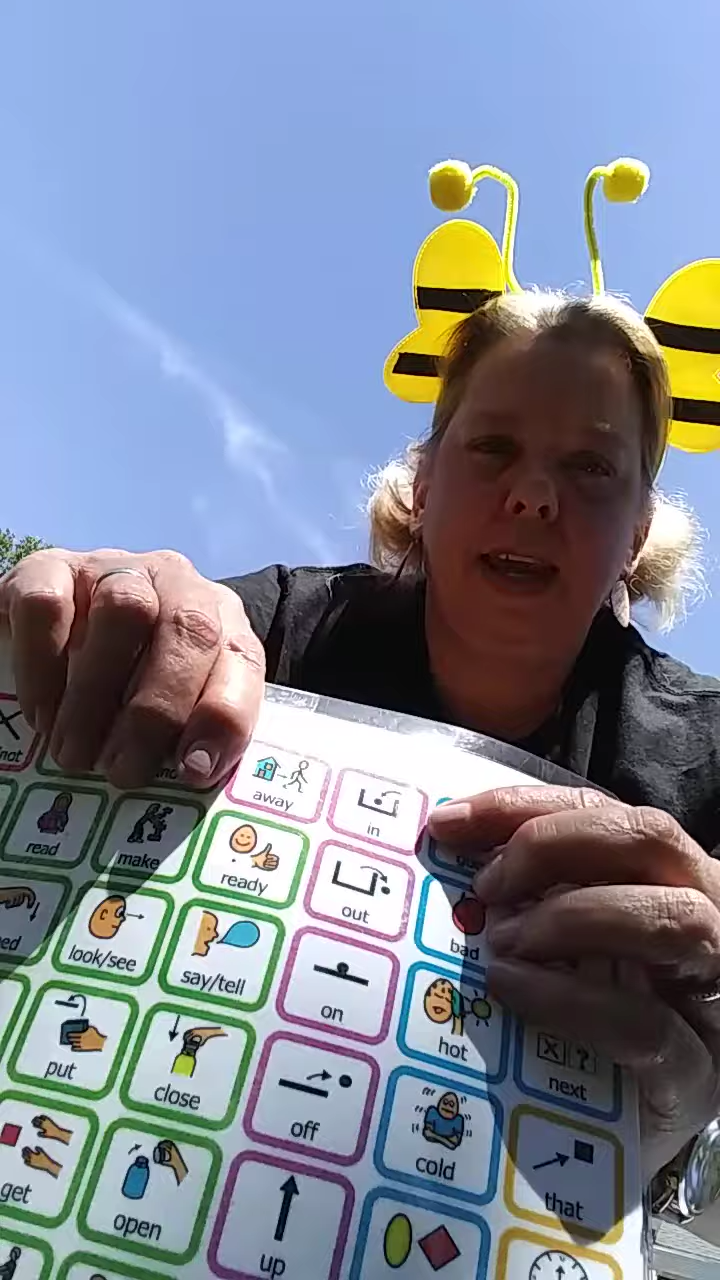 not
away
in
read
make
ready
out
bad
look/see
say/tell
on
hot
next
put
close
off
cold
that
get
open
up